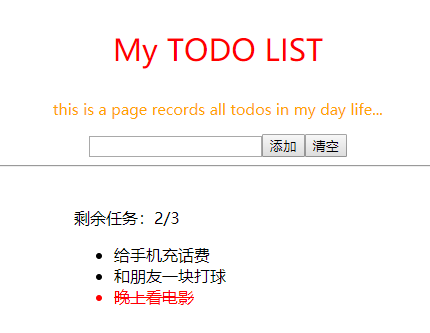 My TODO LIST
this is a page records all todos in my day life...
添加 清空
剩余任务：2/3
给手机充话费
和朋友一块打球
晚上看电影